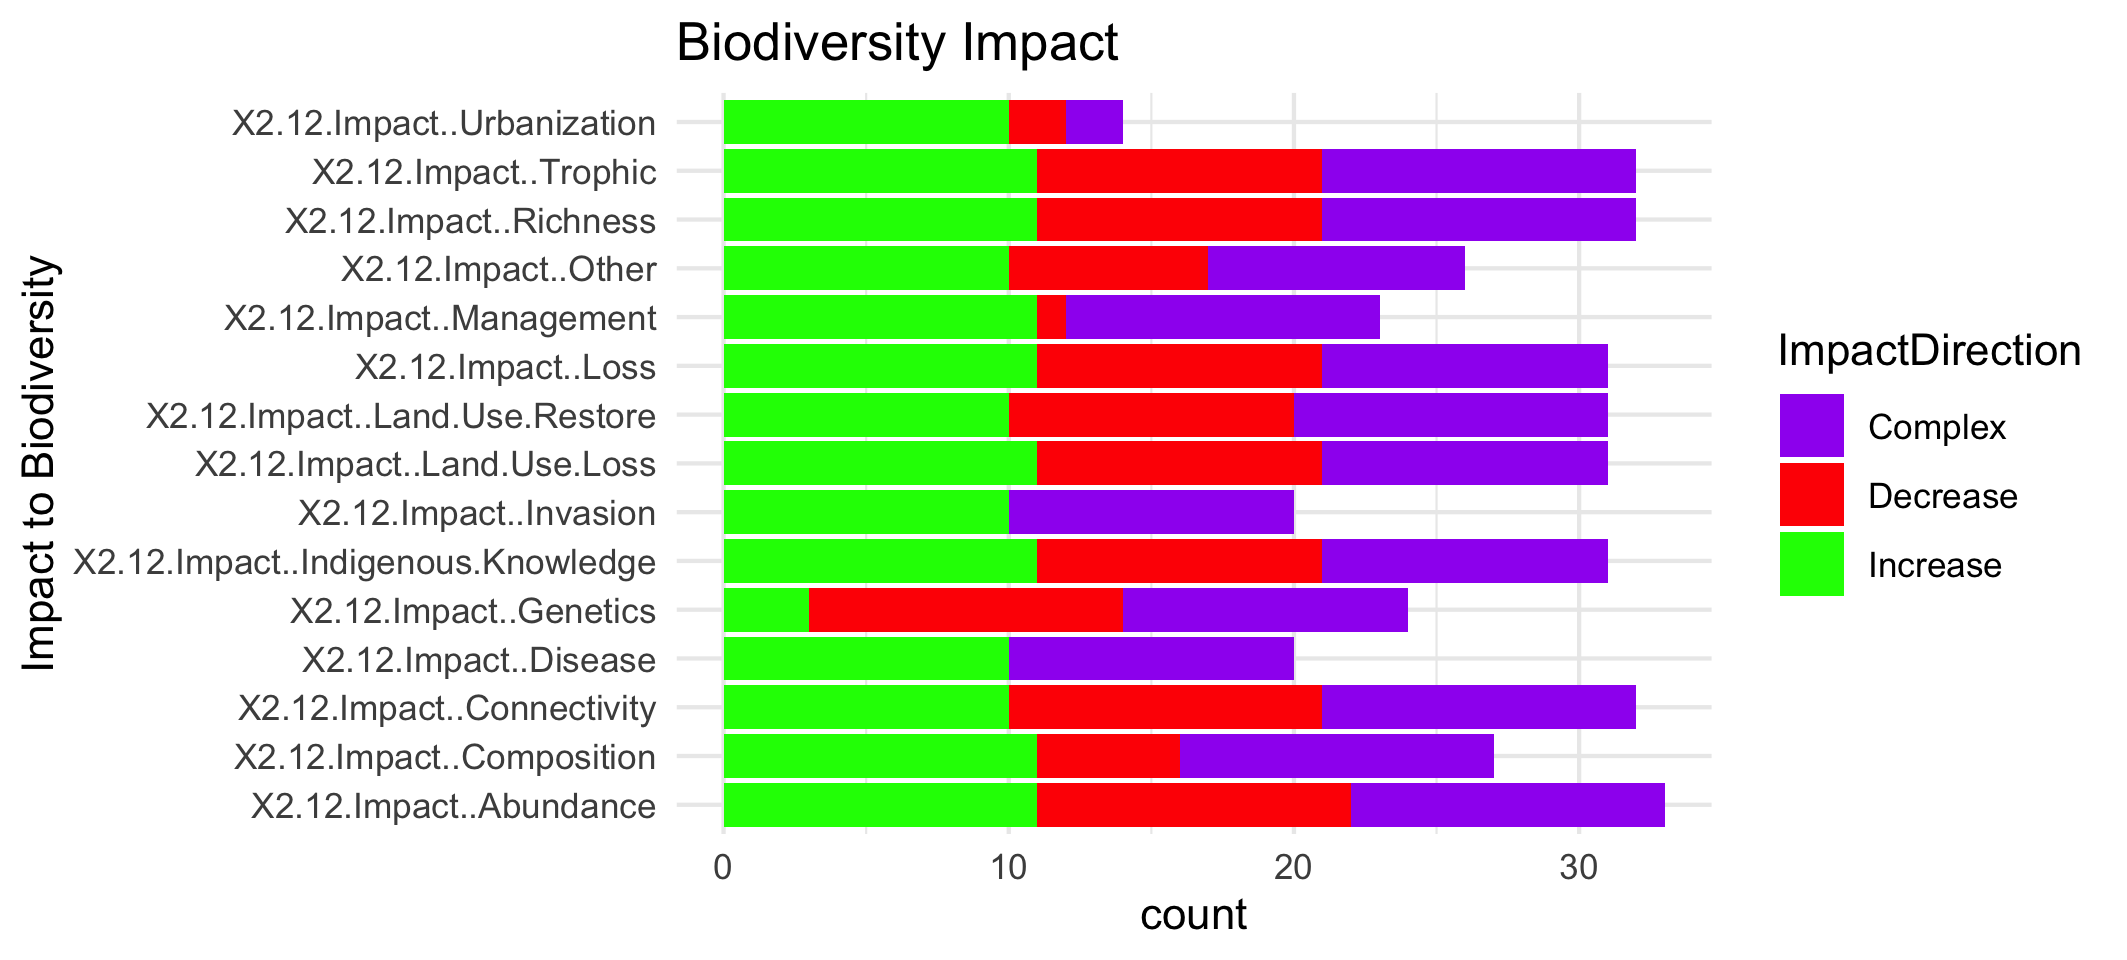 Biodiversity Impact
Impact to Biodiversity
X2.12.Impact..Urbanization
X2.12.Impact..Trophic
X2.12.Impact..Richness
X2.12.Impact..Other
X2.12.Impact..Management
X2.12.Impact..Loss
X2.12.Impact..Land.Use.Restore
X2.12.Impact..Land.Use.Loss
X2.12.Impact..Invasion
X2.12.Impact..Indigenous.Knowledge
X2.12.Impact..Genetics
X2.12.Impact..Disease
X2.12.Impact..Connectivity
X2.12.Impact..Composition
X2.12.Impact..Abundance
0 10 20 30
count
ImpactDirection
Complex
Decrease
Increase